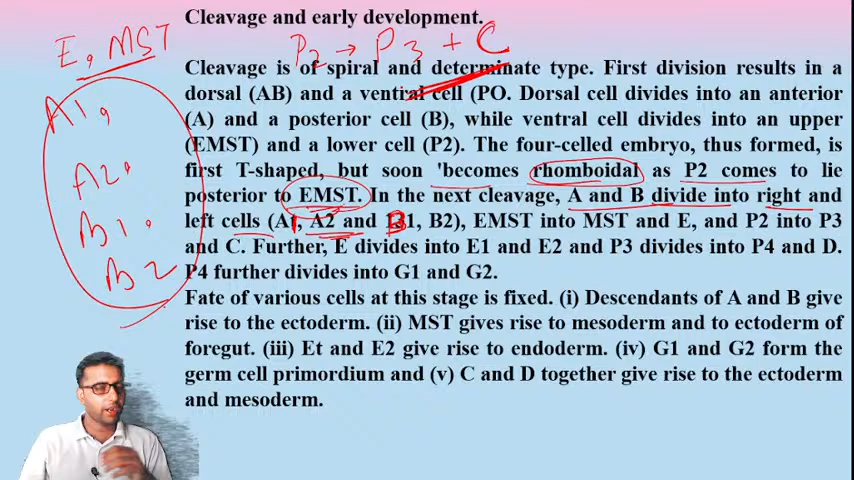 Cleavage and early development.
E, MST
P2 → P3 + C
Cleavage is of spiral and determinate type. First division results in a
dorsal (AB) and a ventral cell (PO. Dorsal cell divides into an anterior
(A) and a posterior cell (B), while ventral cell divides into an upper
(EMST) and a lower cell (P2). The four-celled embryo, thus formed, is
first T-shaped, but soon 'becomes rhomboidal as P2 comes to lie
posterior to EMST. In the next cleavage, A and B divide into right and
left cells (A1, A2 and B1, B2), EMST into MST and E, and P2 into P3
and C. Further, E divides into E1 and E2 and P3 divides into P4 and D.
P4 further divides into G1 and G2.
Fate of various cells at this stage is fixed. (i) Descendants of A and B give
rise to the ectoderm. (ii) MST gives rise to mesoderm and to ectoderm of
foregut. (iii) Et and E2 give rise to endoderm. (iv) G1 and G2 form the
germ cell primordium and (v) C and D together give rise to the ectoderm
and mesoderm.
A1,
A2,
B1,
B2